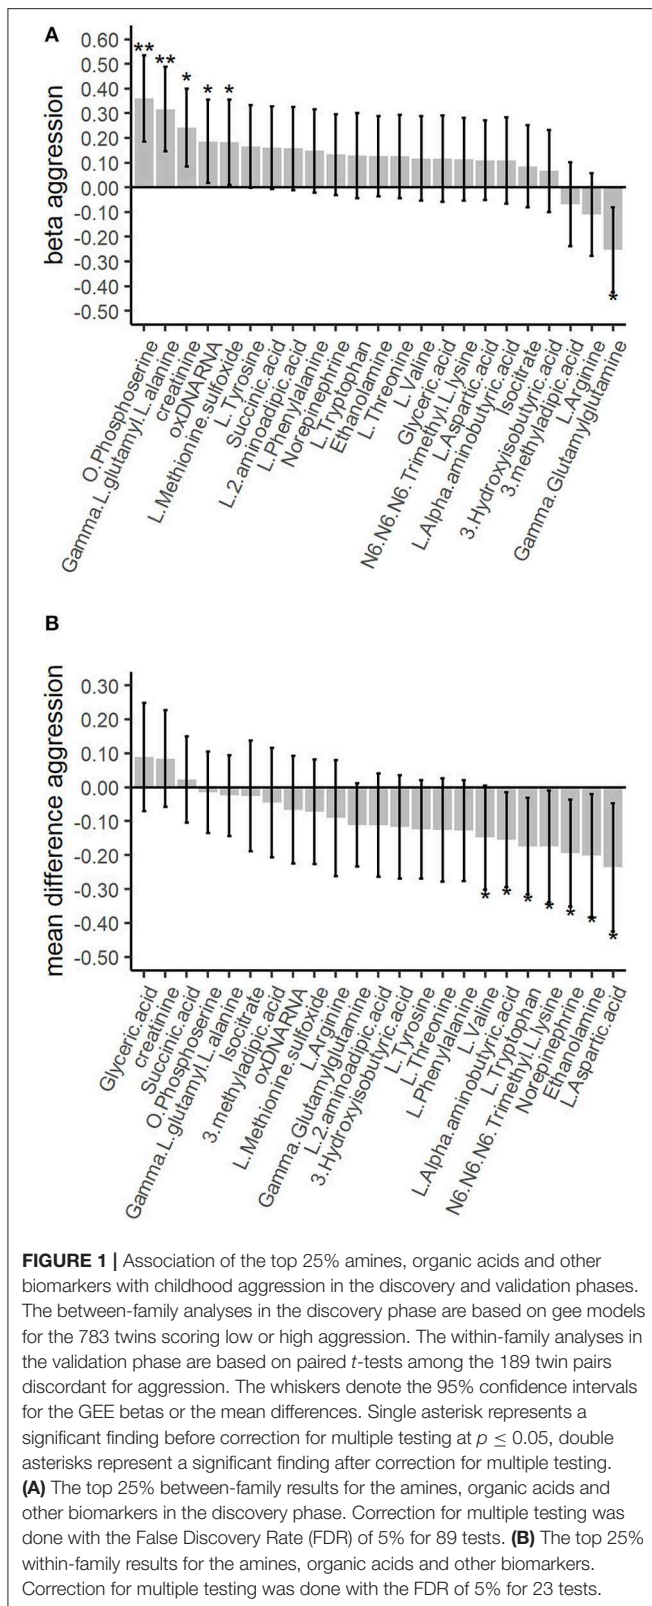 A
0.60
0.50
0.40
0.30
0.20
0.10
0.00
-0.10
-0.20
-0.30
-0.40
-0.50
beta aggression
**
**
*
*
*
*
O.Phosphoserine
Gamma.L.glutamyl.L.alanine
creatinine
oxDNARNA
L.Methionine.sulfoxide
L.Tyrosine
Succinic.acid
L.2.aminoadipic.acid
L.Phenylalanine
Norepinephrine
L.Tryptophan
Ethanolamine
L.Threonine
L.Valine
Glyceric.acid
N6.N6.N6.Trimethyl.L.lysine
L.Aspartic.acid
L.Alpha.aminobutyric.acid
Isocitrate
3.Hydroxyisobutyric.acid
3.methyladipic.acid
L.Arginine
Gamma.Glutamylglutamine
B
0.30
0.20
0.10
0.00
-0.10
-0.20
-0.30
-0.40
-0.50
mean difference aggression
*
*
*
*
*
*
*
Glyceric.acid
creatinine
Succinic.acid
O.Phosphoserine
Gamma.L.glutamyl.L.alanine
Isocitrate
3.methyladipic.acid
oxDNARNA
L.Methionine.sulfoxide
L.Arginine
Gamma.Glutamylglutamine
L.2.aminoadipic.acid
3.Hydroxyisobutyric.acid
L.Tyrosine
L.Threonine
L.Phenylalanine
L.Valine
L.Alpha.aminobutyric.acid
L.Tryptophan
N6.N6.N6.Trimethyl.L.lysine
Norepinephrine
Ethanolamine
L.Aspartic.acid
FIGURE 1 | Association of the top 25% amines, organic acids and other
biomarkers with childhood aggression in the discovery and validation phases.
The between-family analyses in the discovery phase are based on gee models
for the 783 twins scoring low or high aggression. The within-family analyses in
the validation phase are based on paired t-tests among the 189 twin pairs
discordant for aggression. The whiskers denote the 95% confidence intervals
for the GEE betas or the mean differences. Single asterisk represents a
significant finding before correction for multiple testing at p ≤ 0.05, double
asterisks represent a significant finding after correction for multiple testing.
(A) The top 25% between-family results for the amines, organic acids and
other biomarkers in the discovery phase. Correction for multiple testing was
done with the False Discovery Rate (FDR) of 5% for 89 tests. (B) The top 25%
within-family results for the amines, organic acids and other biomarkers.
Correction for multiple testing was done with the FDR of 5% for 23 tests.